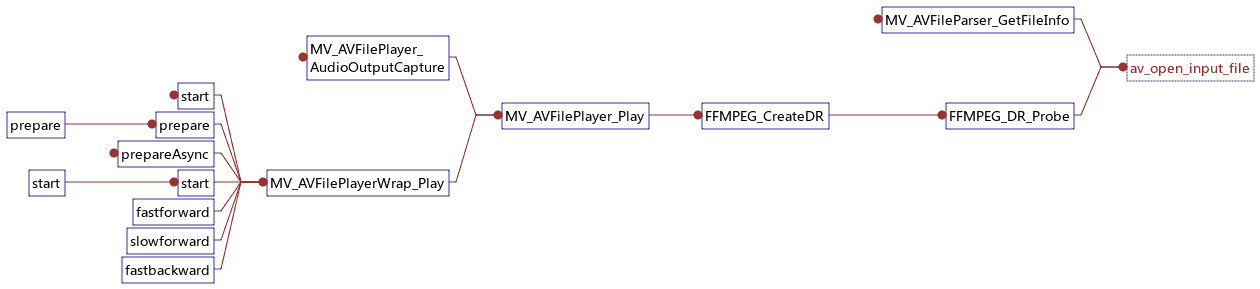 MV_AVFileParser_GetFileInfo
MV_AVFilePlayer_
AudioOutputCapture
av_open_input_file
start
MV_AVFilePlayer_Play
FFMPEG_CreateDR
FFMPEG_DR_Probe
prepare
prepare
prepareAsync
start
start
MV_AVFilePlayerWrap_Play
fastforward
slowforward
fastbackward